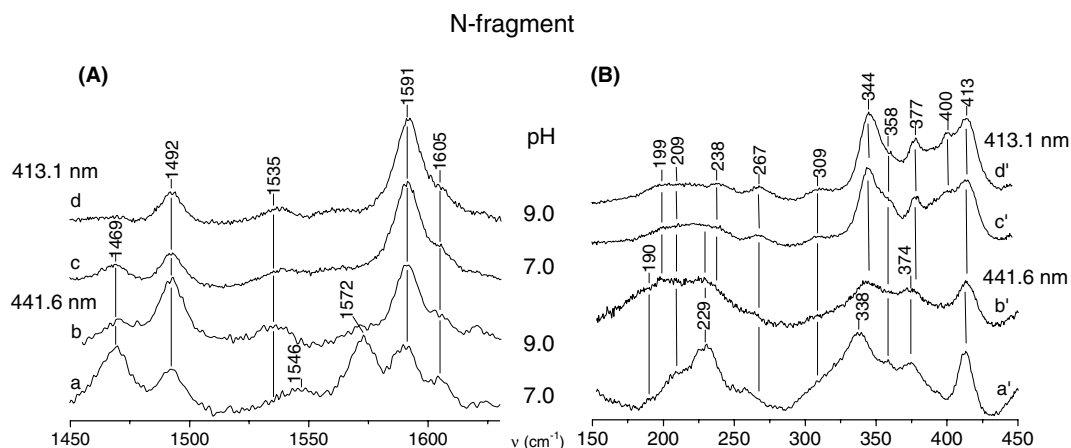 N-fragment
(A)
1591
1605
1492
1535
413.1 nm
d
1469
c
441.6 nm
1572
b
1546
a
1450
1500
1550
1600
ν (cm⁻¹)
pH
9.0
7.0
9.0
7.0
(B)
344
358
377
400
413
413.1 nm
199
209
238
267
309
d'
c'
190
374
441.6 nm
b'
229
338
a'
150
200
250
300
350
400
450